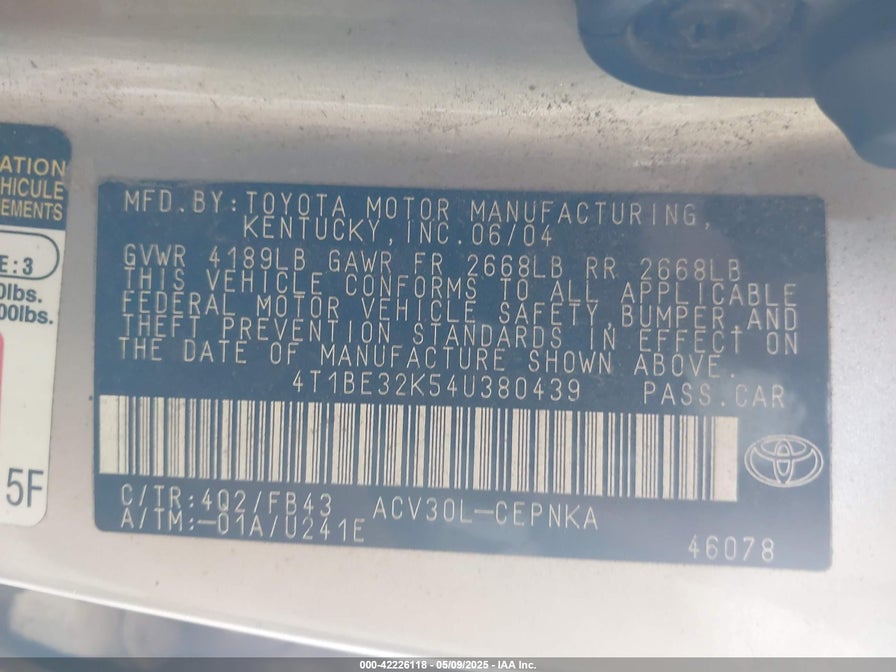 ATION
HICULE
EMENTS
E:3
0lbs.
00lbs.
5F
MFD.BY:TOYOTA MOTOR MANUFACTURING,
KENTUCKY,INC.06/04
GVWR 4189LB GAWR FR 2668LB RR 2668LB
THIS VEHICLE CONFORMS TO ALL APPLICABLE
FEDERAL MOTOR VEHICLE SAFETY,BUMPER,AND
THEFT PREVENTION STANDARDS IN EFFECT ON
THE DATE OF MANUFACTURE SHOWN ABOVE.
4T1BE32K54U380439 PASS.CAR
C/TR:4Q2/FB43 ACV30L-CEPNKA
A/TM:-01A/U241E
46078
000-42226118 - 05/09/2025 - IAA Inc.